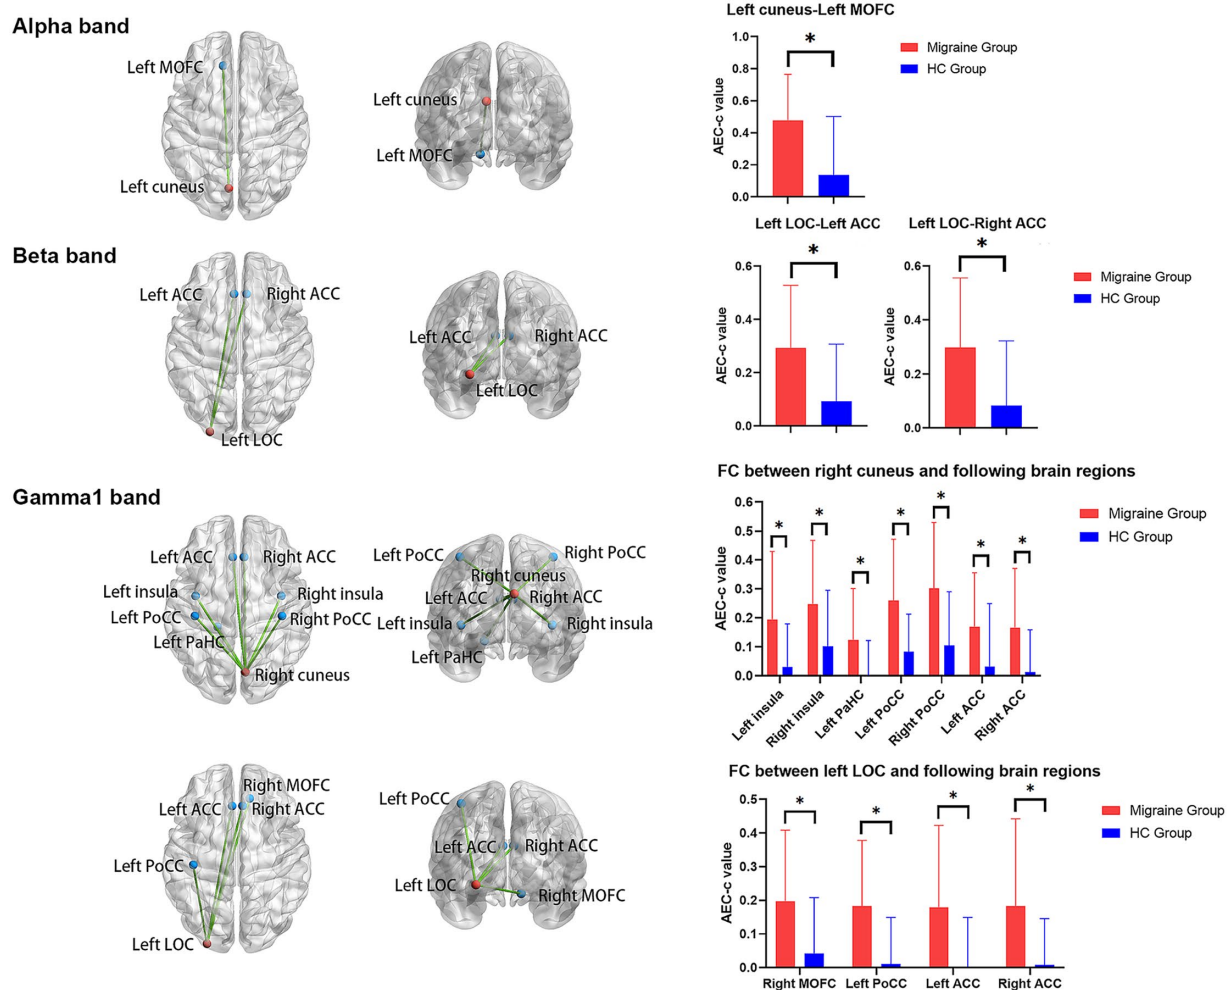 Alpha band
Left MOFC
Left cuneus
Left cuneus
Left MOFC
Left cuneus-Left MOFC
AEC-c value
1.0
0.8
0.6
0.4
0.2
0.0
*
Migraine Group
HC Group
Beta band
Left ACC
Right ACC
Left LOC
Left ACC
Right ACC
Left LOC
Left LOC-Left ACC
AEC-c value
0.6
0.4
0.2
0.0
*
Left LOC-Right ACC
AEC-c value
0.6
0.4
0.2
0.0
*
Migraine Group
HC Group
Gamma1 band
Left ACC
Right ACC
Left insula
Right insula
Left PoCC
Right PoCC
Left PaHC
Right cuneus
Left PoCC
Right PoCC
Right cuneus
Left ACC
Right ACC
Left insula
Right insula
Left PaHC
FC between right cuneus and following brain regions
AEC-c value
0.6
0.5
0.4
0.3
0.2
0.1
0.0
* * * * * * *
Left insula
Right insula
Left PaHC
Left PoCC
Right PoCC
Left ACC
Right ACC
Migraine Group
HC Group
Right MOFC
Left ACC
Right ACC
Left PoCC
Left LOC
Left PoCC
Left ACC
Right ACC
Left LOC
Right MOFC
FC between left LOC and following brain regions
AEC-c value
0.5
0.4
0.3
0.2
0.1
0.0
* * * *
Right MOFC Left PoCC Left ACC Right ACC
Migraine Group
HC Group